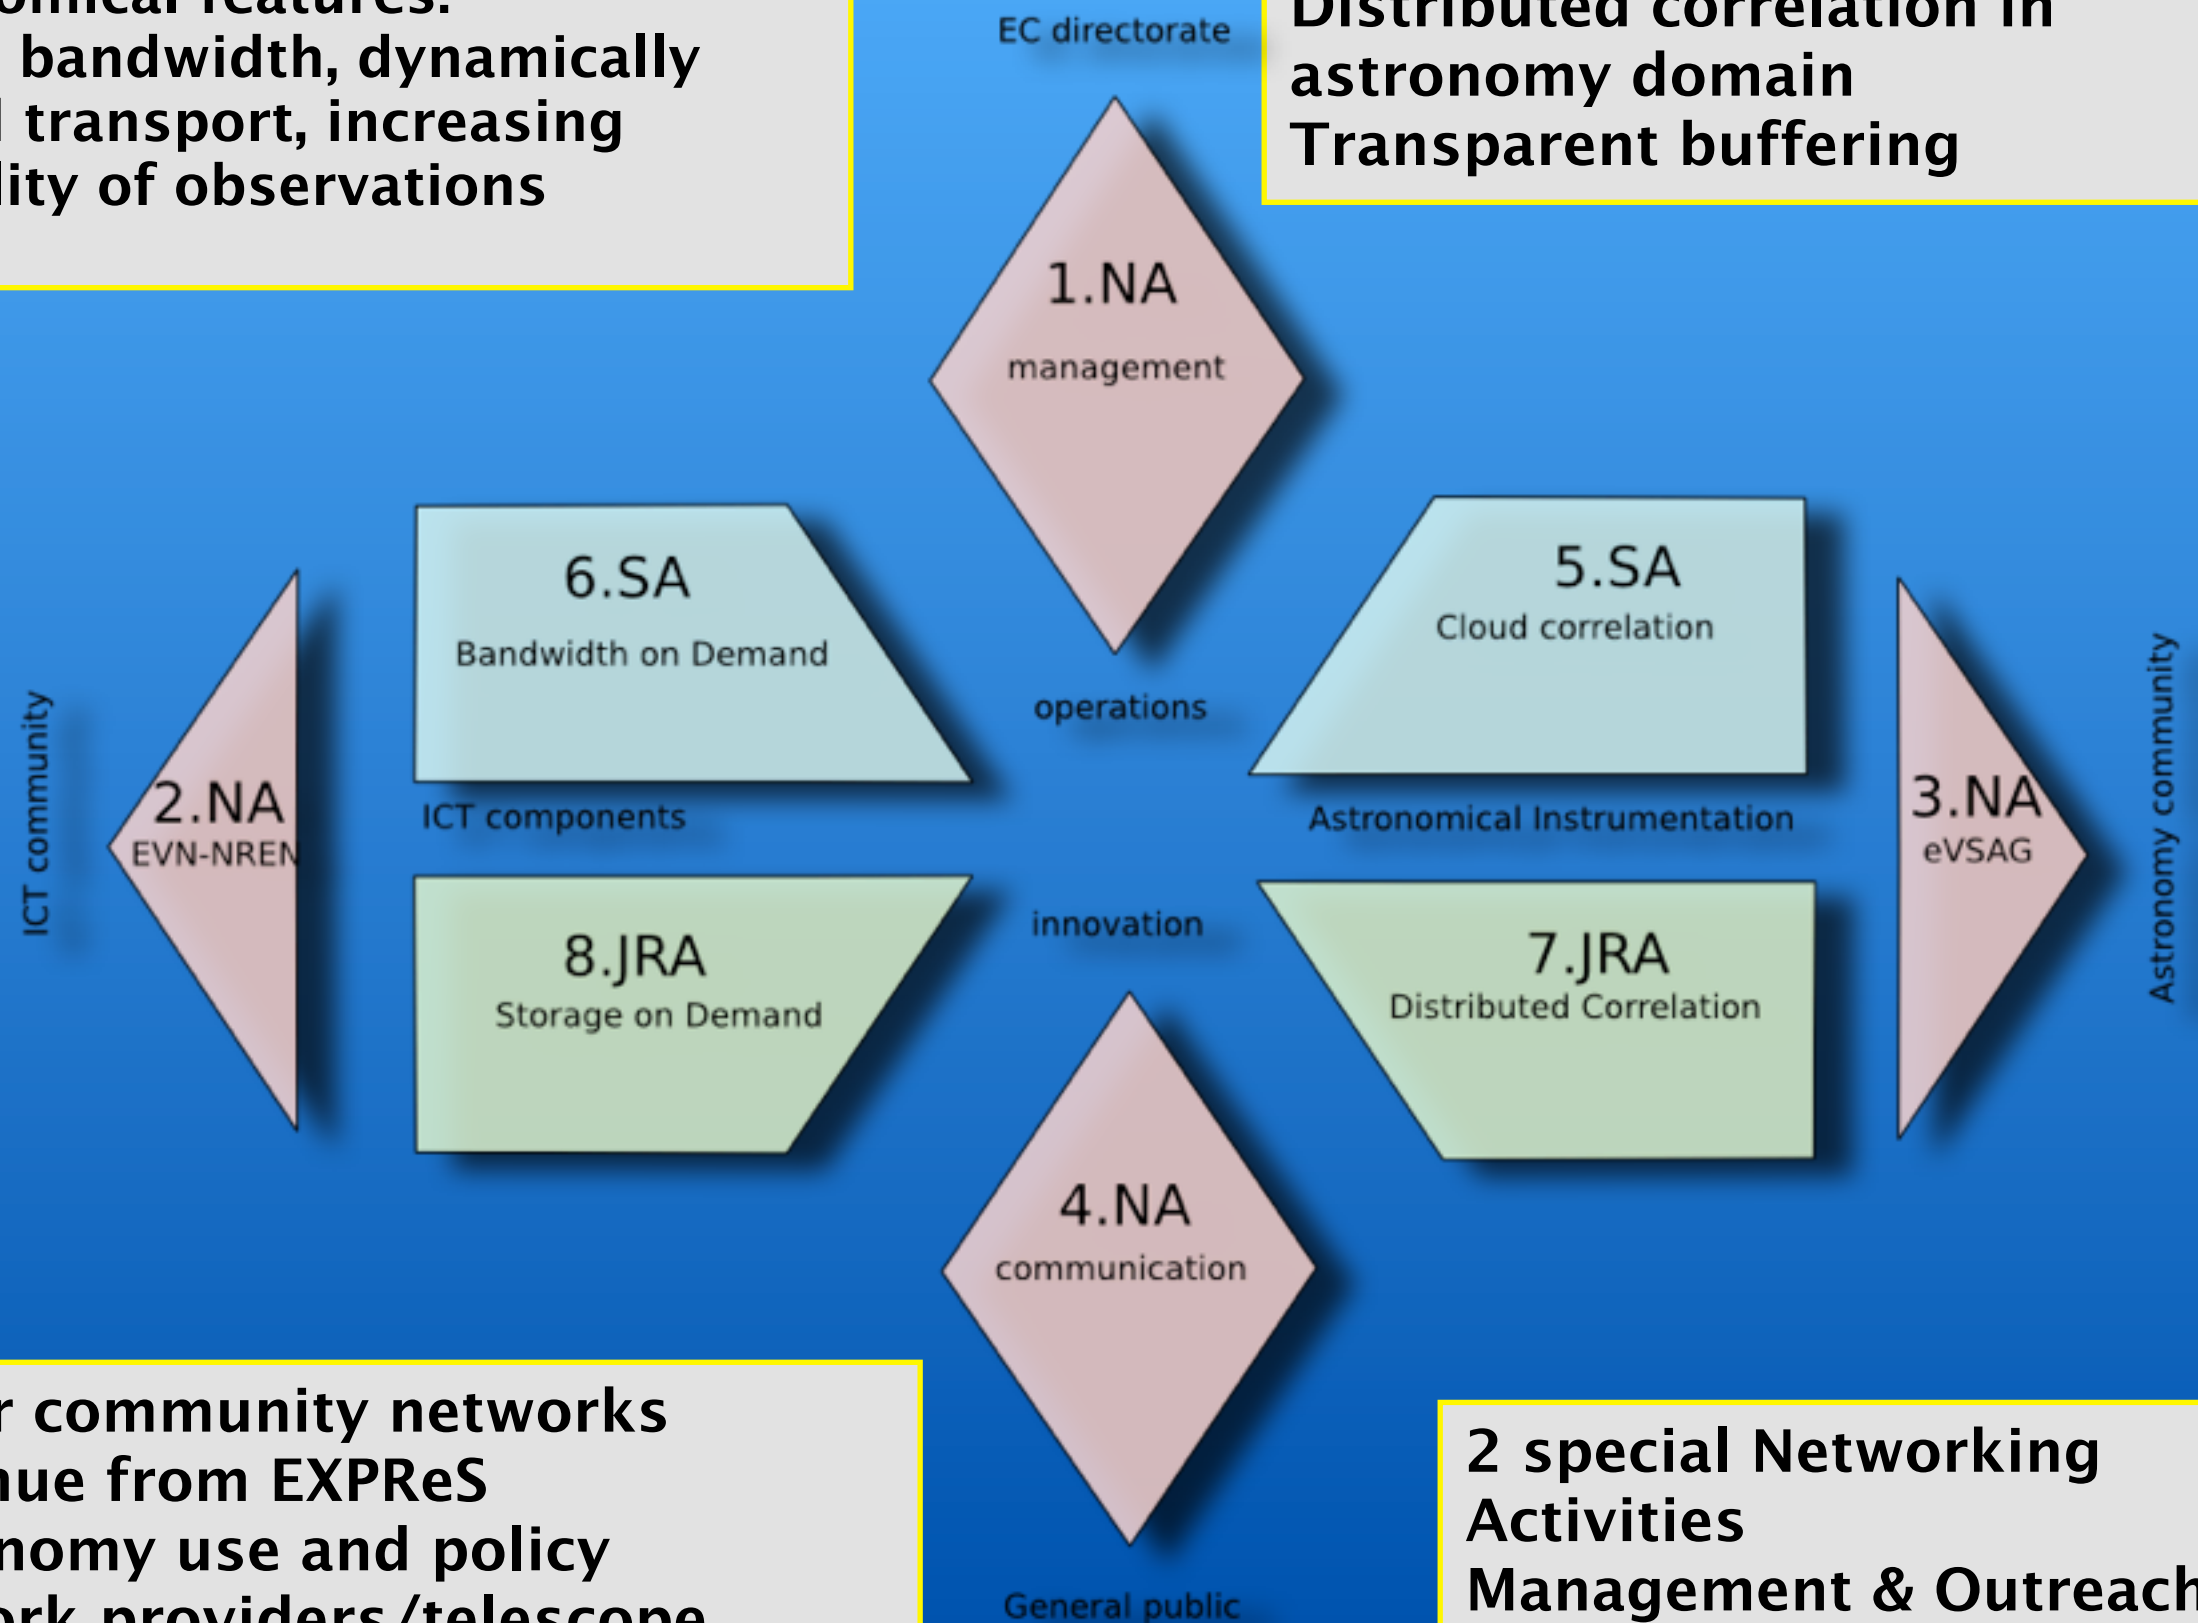 bandwidth, dynamically
transport, increasing
of observations
EC directorate
Distributed correlation in
astronomy domain
Transparent buffering
1.NA
management
6.SA
Bandwidth on Demand
5.SA
Cloud correlation
operations
ICT community
2.NA
EVN-NREN
ICT components
Astronomical Instrumentation
3.NA
eVSAG
Astronomy community
innovation
8.JRA
Storage on Demand
7.JRA
Distributed Correlation
4.NA
communication
community networks
from EXPReS
use and policy
providers/telescope
General public
2 special Networking
Activities
Management & Outreach